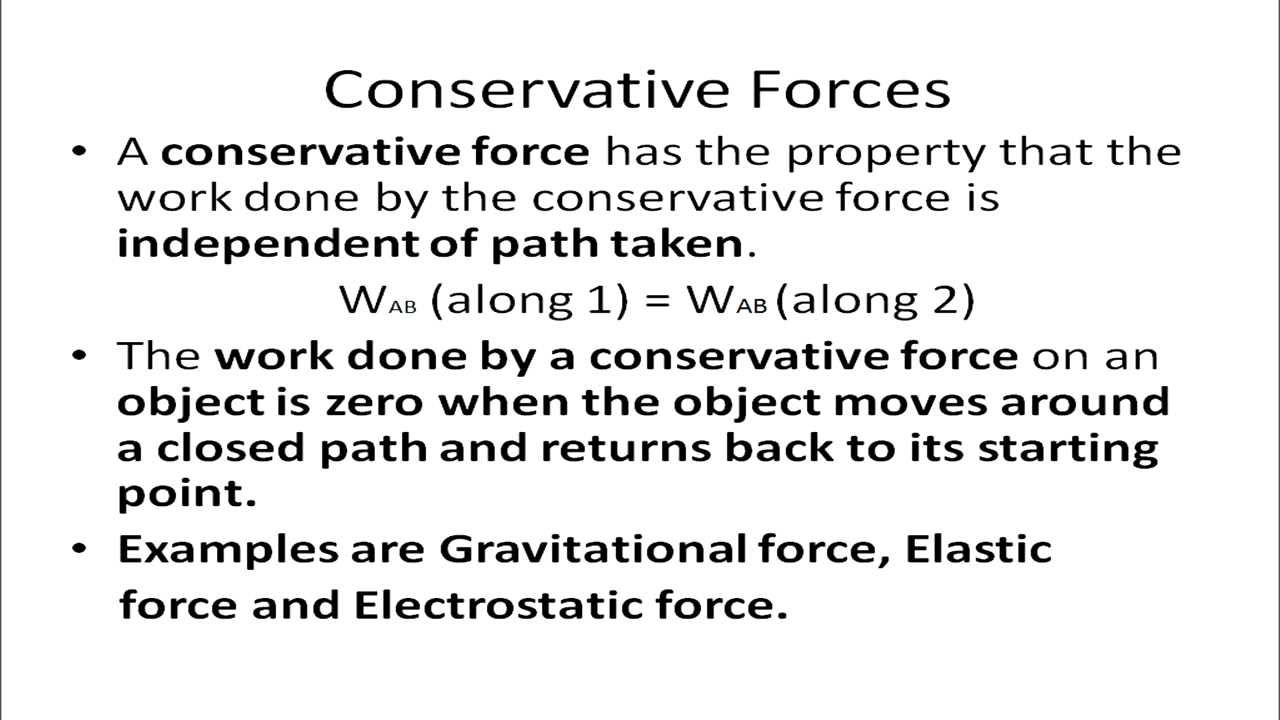 Conservative Forces
• A conservative force has the property that the
work done by the conservative force is
independent of path taken.
WAB (along 1) = WAB (along 2)
• The work done by a conservative force on an
object is zero when the object moves around
a closed path and returns back to its starting
point.
• Examples are Gravitational force, Elastic
force and Electrostatic force.